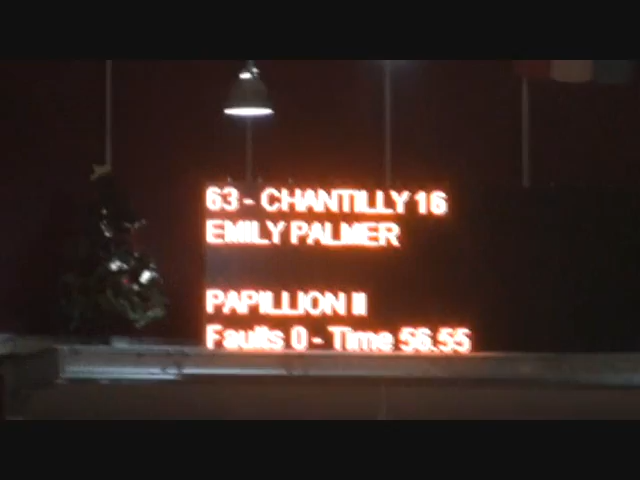 63 - CHANTILLY 16
EMILY PALMER
PAPILLION II
Faults 0 - Time 56.55